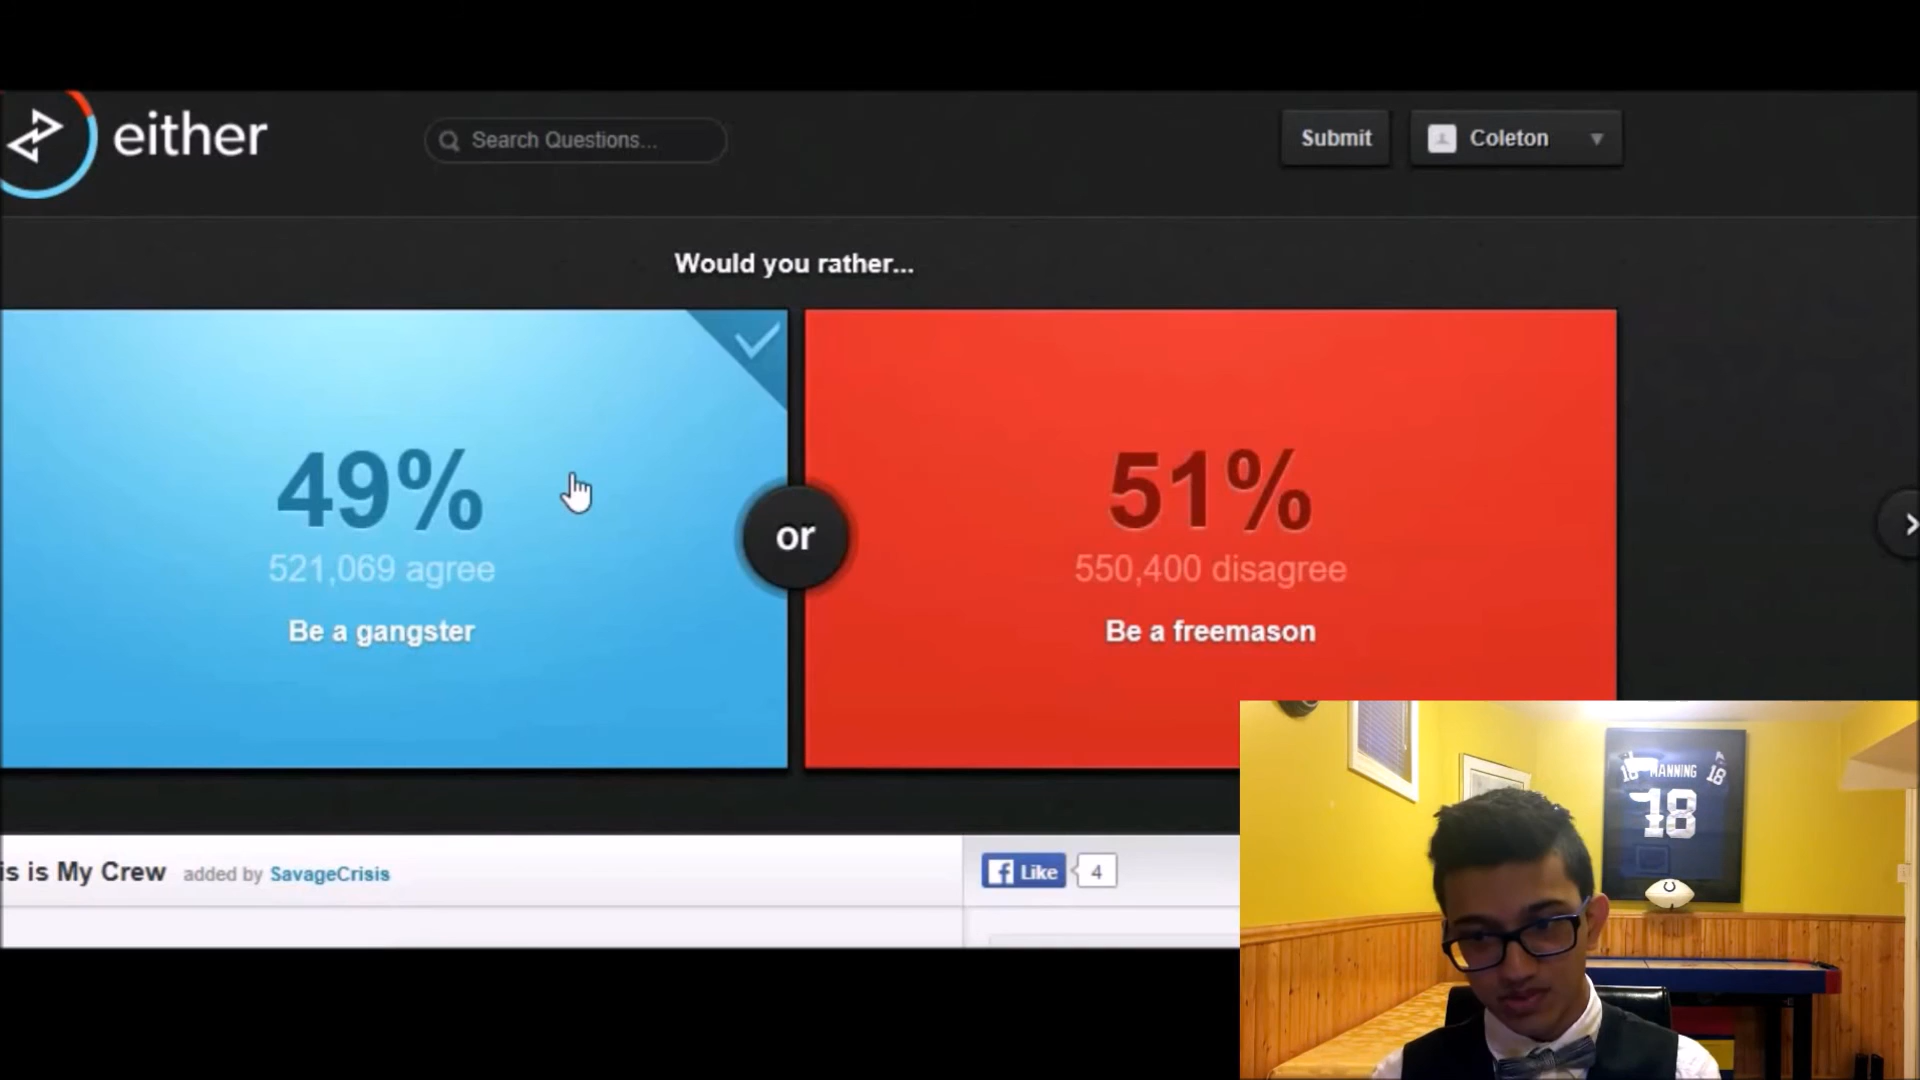 either
Search Questions...
Submit
Coleton
Would you rather...
49%
521,069 agree
Be a gangster
or
51%
550,400 disagree
Be a freemason
is is My Crew added by SavageCrisis
Like
4
MANNING
18
18
18